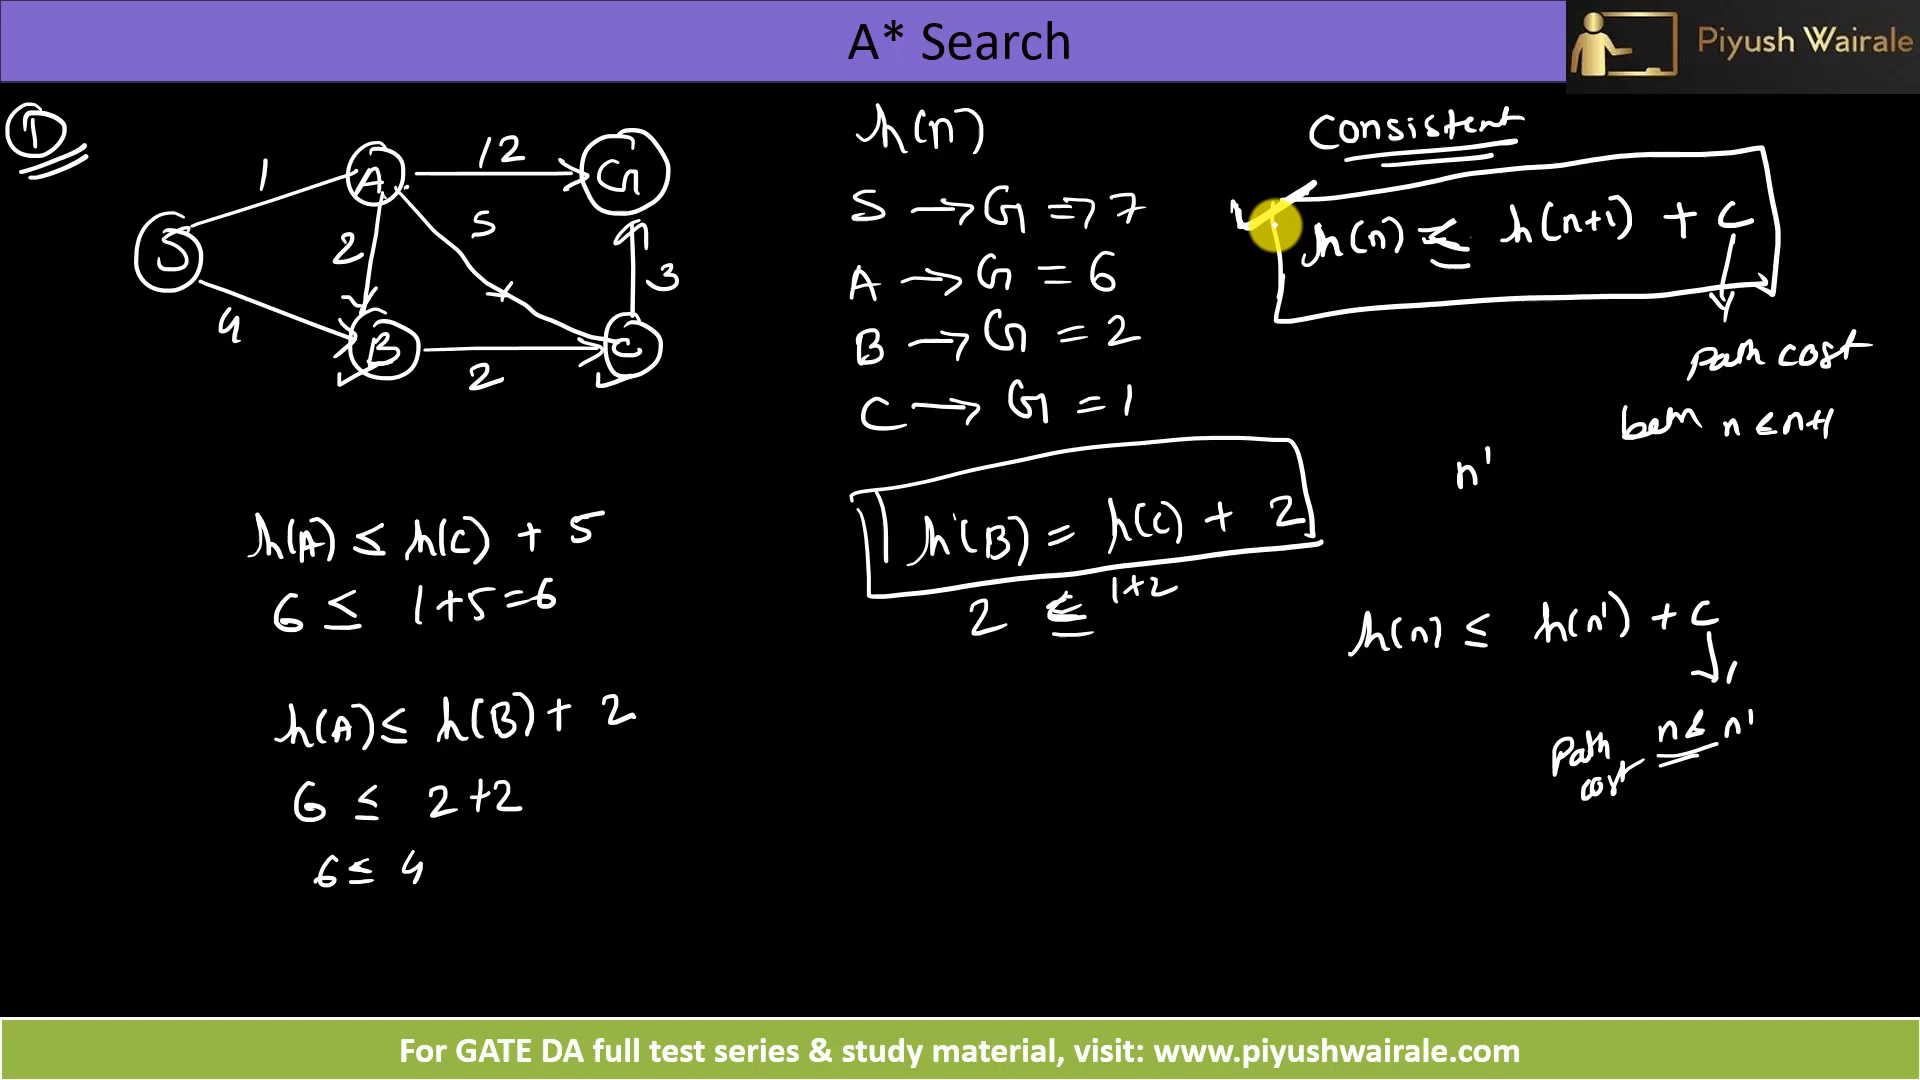 A* Search
Piyush Wairale
1
S
1
4
A
12
G
2
5
3
B
2
C
h(n)
S → G => 7
A → G = 6
B → G = 2
C → G = 1
Consistent
h(n) ≤ h(n+1) + C
path cost
n & n+1
n'
h(B) = h(C) + 2
2 ≤ 1+2
h(A) ≤ h(C) + 5
6 ≤ 1+5=6
h(A) ≤ h(B) + 2
6 ≤ 2+2
6 ≤ 4
h(n) ≤ h(n') + C
Path cost n & n'
For GATE DA full test series & study material, visit: www.piyushwairale.com